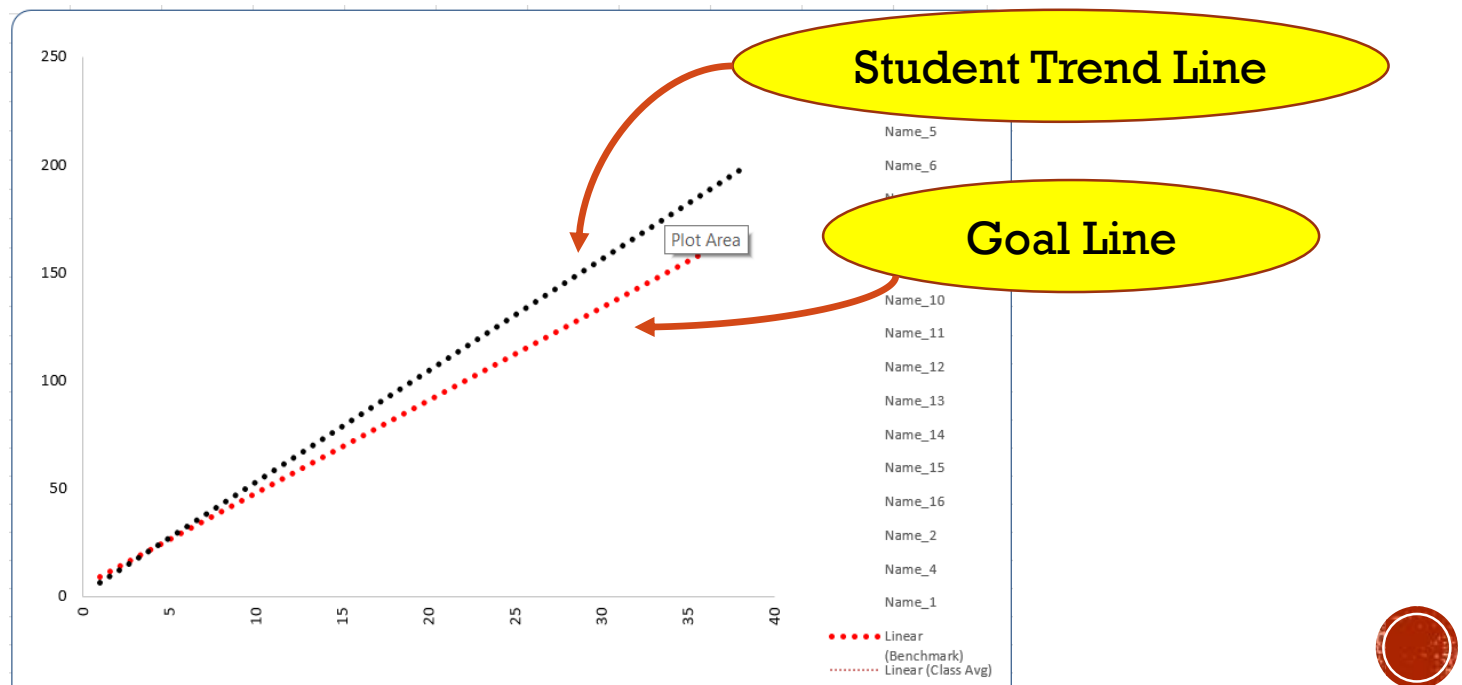 Student Trend Line
Goal Line
Plot Area
250
200
150
100
50
0
0
5
10
15
20
25
30
35
40
Name_5
Name_6
Name_10
Name_11
Name_12
Name_13
Name_14
Name_15
Name_16
Name_2
Name_4
Name_1
Linear
(Benchmark)
Linear (Class Avg)